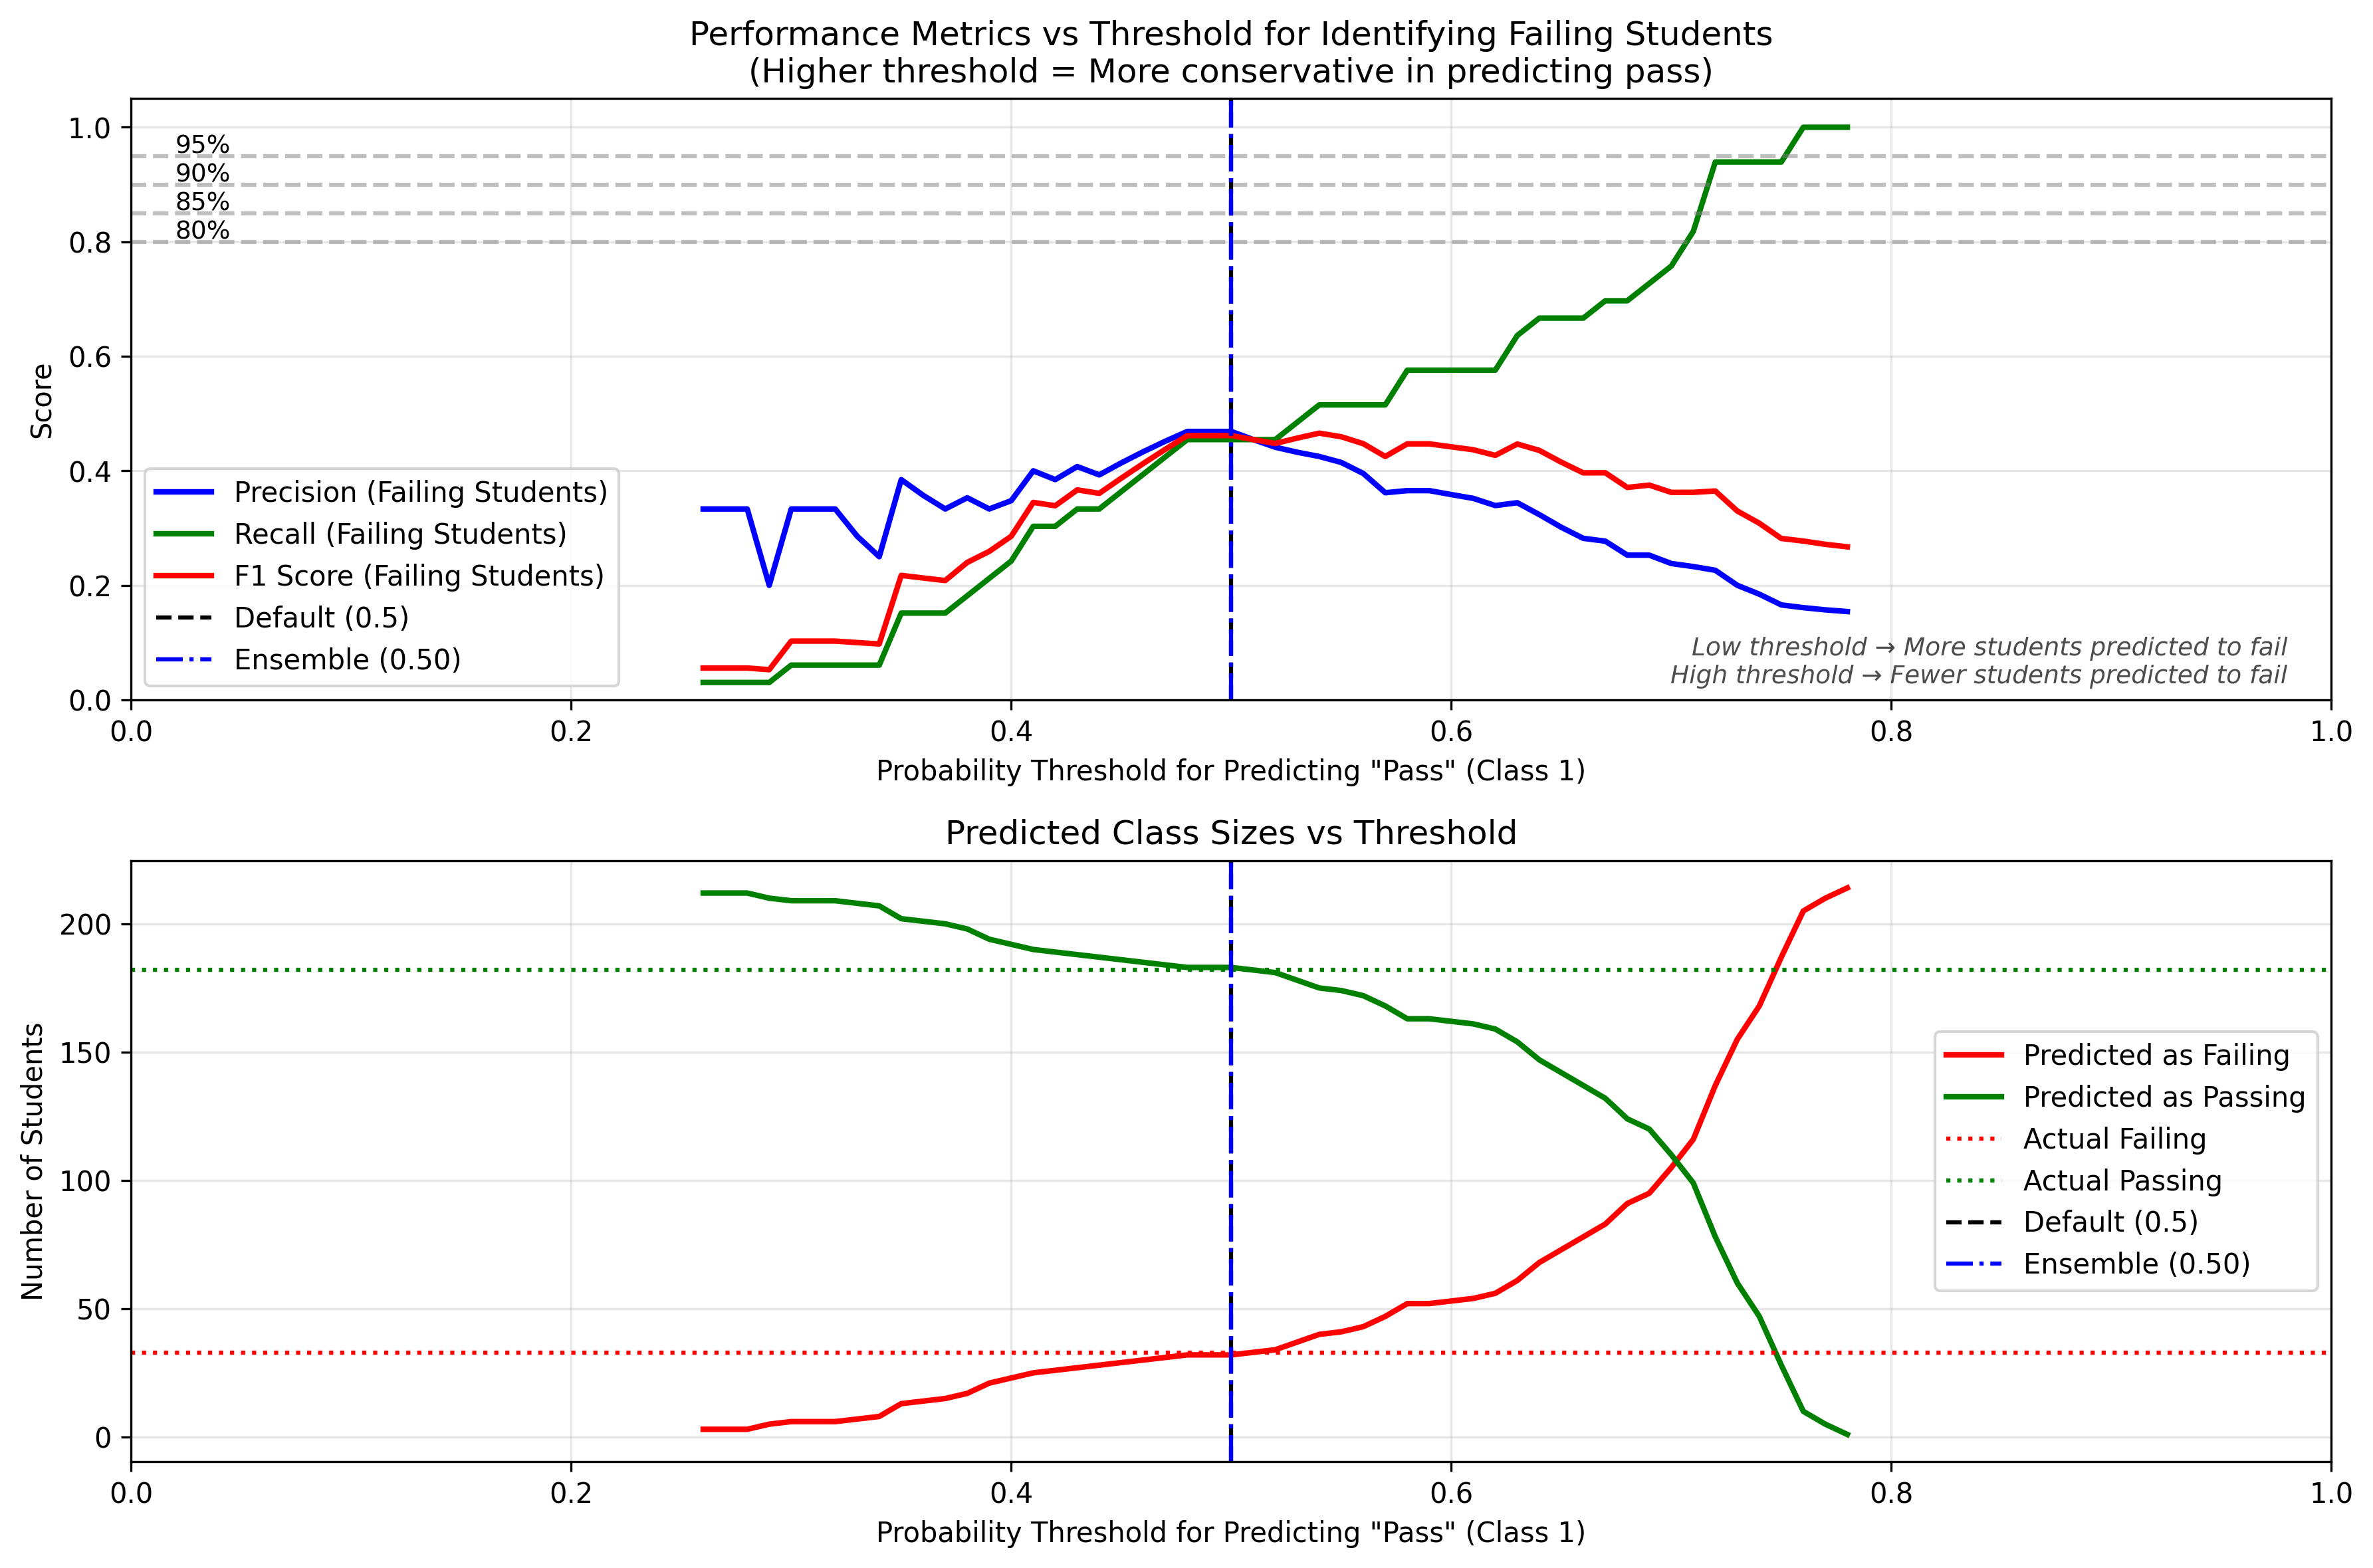 Performance Metrics vs Threshold for Identifying Failing Students
(Higher threshold = More conservative in predicting pass)
1.0
95%
90%
85%
80%
0.8
0.6
Score
0.4
Precision (Failing Students)
Recall (Failing Students)
F1 Score (Failing Students)
Default (0.5)
Ensemble (0.50)
0.2
Low threshold → More students predicted to fail
High threshold → Fewer students predicted to fail
0.0
0.0 0.2 0.4 0.6 0.8 1.0
Probability Threshold for Predicting "Pass" (Class 1)
Predicted Class Sizes vs Threshold
200
150
Number of Students
100
50
0
Predicted as Failing
Predicted as Passing
Actual Failing
Actual Passing
Default (0.5)
Ensemble (0.50)
0.0 0.2 0.4 0.6 0.8 1.0
Probability Threshold for Predicting "Pass" (Class 1)